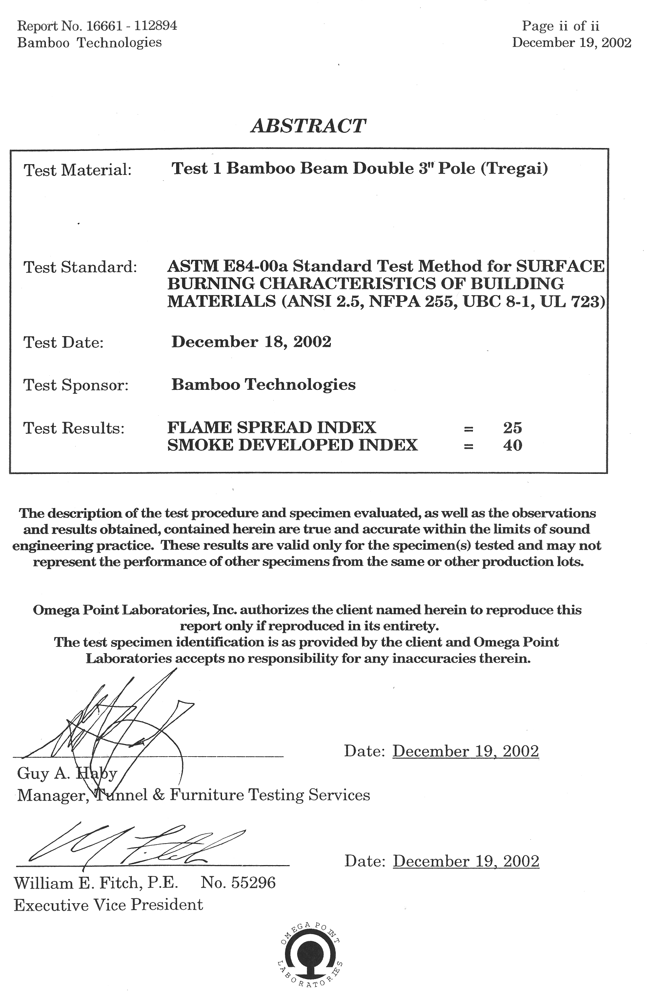 Report No. 16661 - 112894
Page ii of ii
Bamboo Technologies
December 19, 2002
ABSTRACT
Test Material: Test 1 Bamboo Beam Double 3" Pole (Tregai)
Test Standard: ASTM E84-00a Standard Test Method for SURFACE
BURNING CHARACTERISTICS OF BUILDING
MATERIALS (ANSI 2.5, NFPA 255, UBC 8-1, UL 723)
Test Date: December 18, 2002
Test Sponsor: Bamboo Technologies
Test Results: FLAME SPREAD INDEX = 25
SMOKE DEVELOPED INDEX = 40
The description of the test procedure and specimen evaluated, as well as the observations
and results obtained, contained herein are true and accurate within the limits of sound
engineering practice. These results are valid only for the specimen(s) tested and may not
represent the performance of other specimens from the same or other production lots.
Omega Point Laboratories, Inc. authorizes the client named herein to reproduce this
report only if reproduced in its entirety.
The test specimen identification is as provided by the client and Omega Point
Laboratories accepts no responsibility for any inaccuracies therein.
Date: December 19, 2002
Guy A. Haby
Manager, Tunnel & Furniture Testing Services
Date: December 19, 2002
William E. Fitch, P.E. No. 55296
Executive Vice President
OMEGA POINT
LABORATORIES